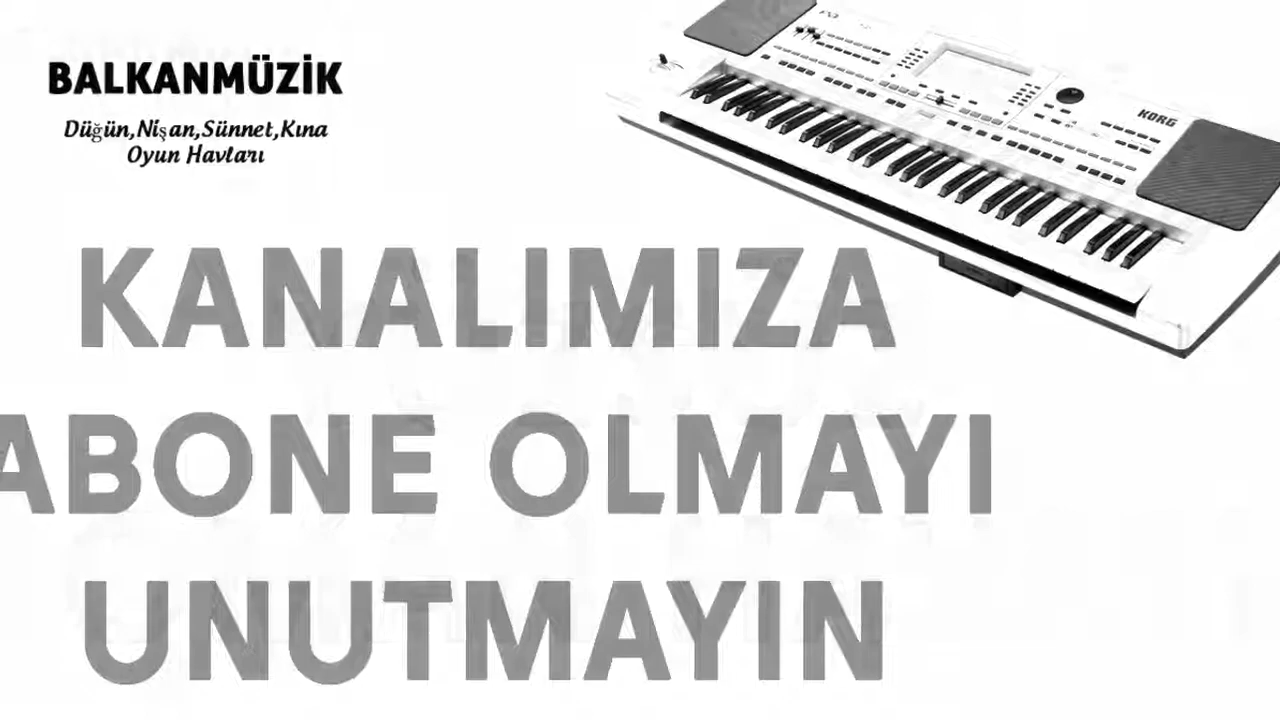 BALKANMÜZİK
Düğün,Nişan,Sünnet,Kına
Oyun Havları
KORG
KANALIMIZA
ABONE OLMAYI
UNUTMAYIN